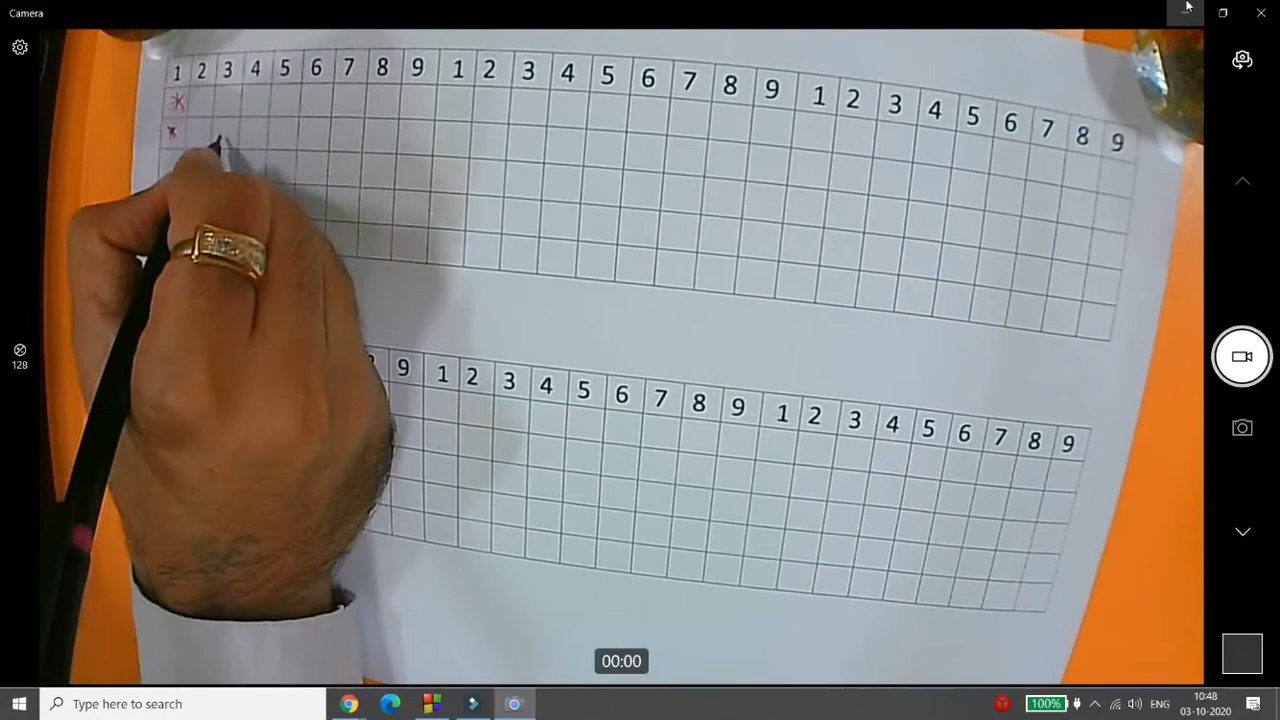 Camera
1 2 3 4 5 6 7 8 9 1 2 3 4 5 6 7 8 9 1 2 3 4 5 6 7 8 9
9 1 2 3 4 5 6 7 8 9 1 2 3 4 5 6 7 8 9
128
00:00
Type here to search
100%
ENG
10:48
03-10-2020